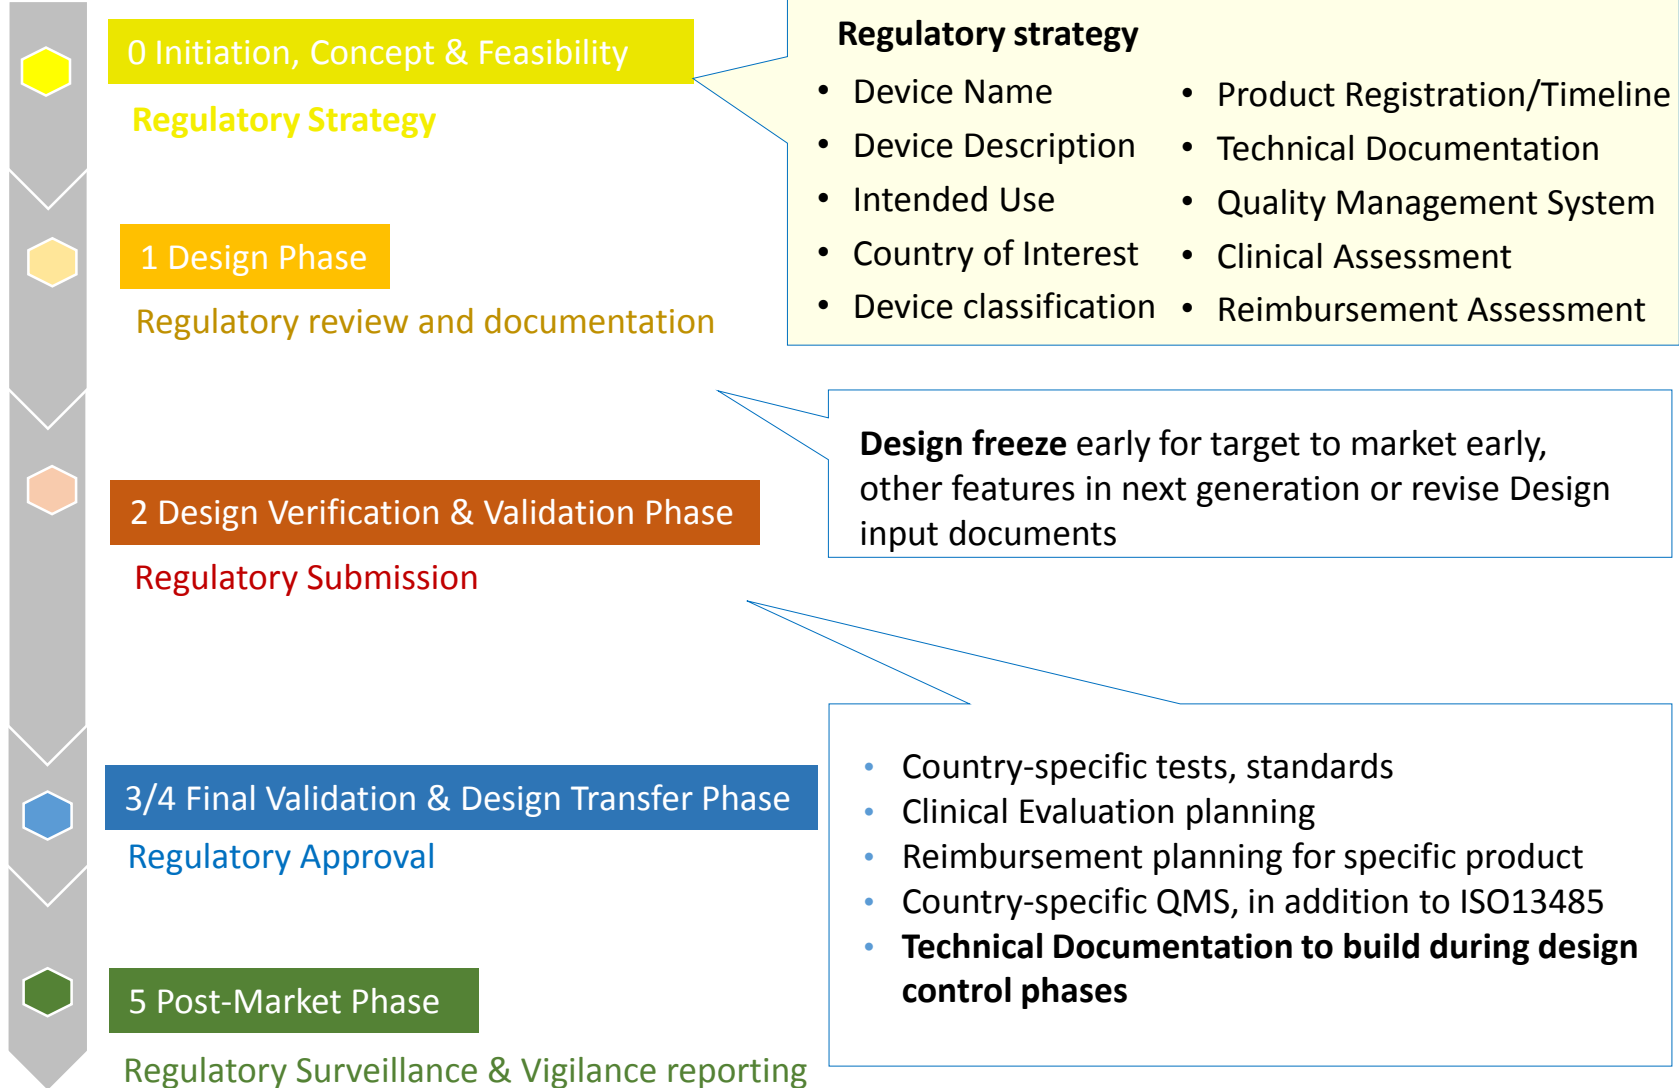 0 Initiation, Concept & Feasibility
Regulatory Strategy
Regulatory strategy
• Device Name
• Device Description
• Intended Use
• Country of Interest
• Device classification
• Product Registration/Timeline
• Technical Documentation
• Quality Management System
• Clinical Assessment
• Reimbursement Assessment
1 Design Phase
Regulatory review and documentation
Design freeze early for target to market early,
other features in next generation or revise Design
input documents
2 Design Verification & Validation Phase
Regulatory Submission
• Country-specific tests, standards
• Clinical Evaluation planning
• Reimbursement planning for specific product
• Country-specific QMS, in addition to ISO13485
• Technical Documentation to build during design
control phases
3/4 Final Validation & Design Transfer Phase
Regulatory Approval
5 Post-Market Phase
Regulatory Surveillance & Vigilance reporting